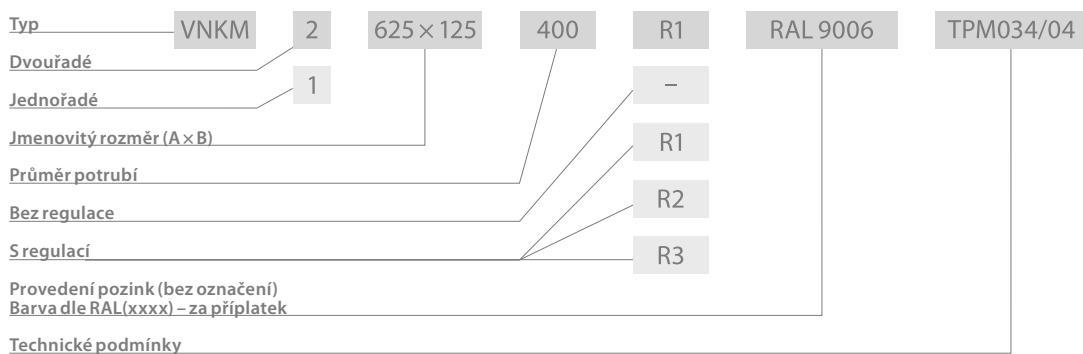 Typ VNKM 2 625 × 125 400 R1 RAL 9006 TPM034/04
Dvouřadé
Jednořadé 1 –
Jmenovitý rozměr (A × B) R1
Průměr potrubí
Bez regulace R2
S regulací R3
Provedení pozink (bez označení)
Barva dle RAL(xxxx) – za příplatek
Technické podmínky